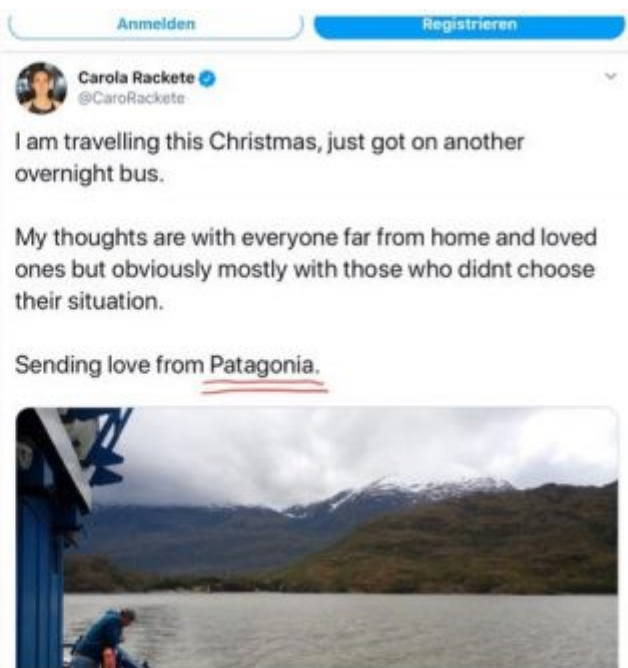 Anmelden
Registrieren
Carola Rackete
@CaroRackete
I am travelling this Christmas, just got on another
overnight bus.
My thoughts are with everyone far from home and loved
ones but obviously mostly with those who didnt choose
their situation.
Sending love from Patagonia.